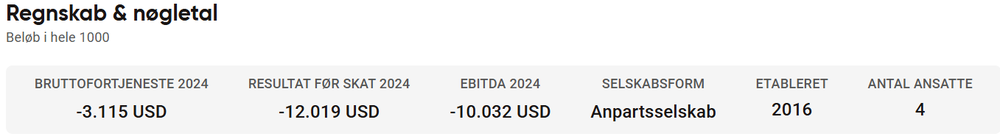 Regnskab & nøgletal
Beløb i hele 1000
BRUTTOFORTJENESTE 2024
-3.115 USD
RESULTAT FØR SKAT 2024
-12.019 USD
EBITDA 2024
-10.032 USD
SELSKABSFORM
Anpartsselskab
ETABLERET
2016
ANTAL ANSATTE
4